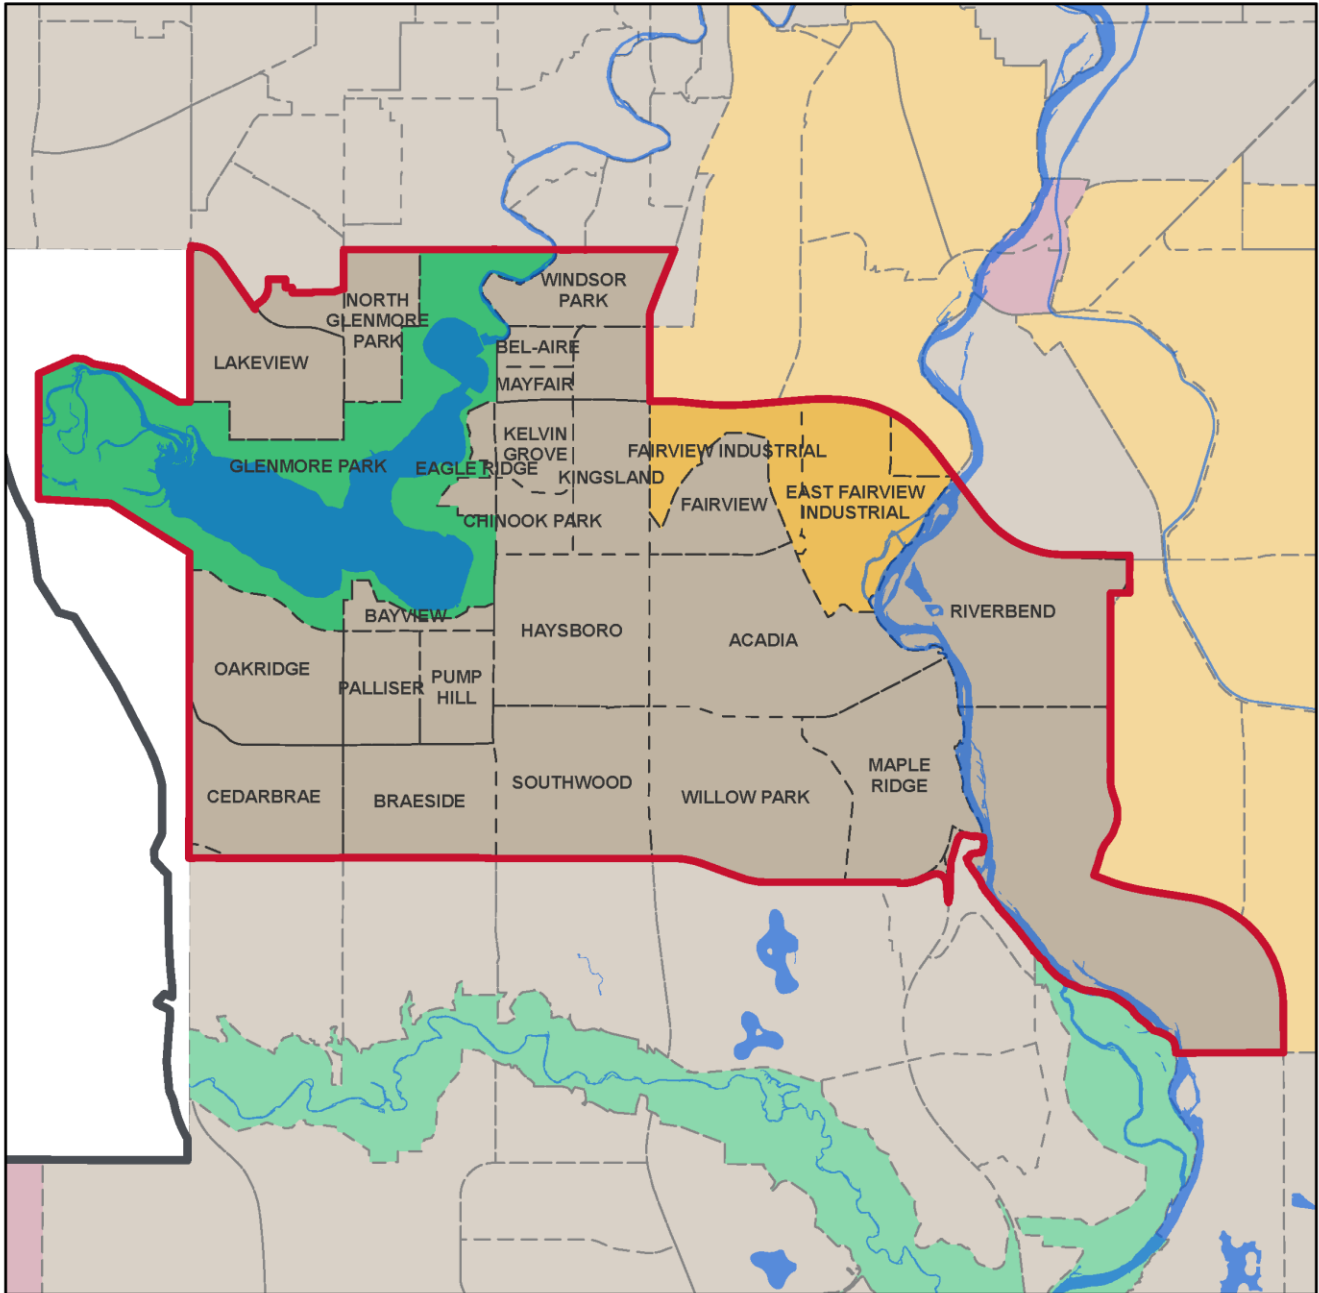 WINDSOR
PARK
NORTH
GLENMORE
PARK
BEL-AIRE
LAKEVIEW
MAYFAIR
KELVIN
GROVE
FAIRVIEW INDUSTRIAL
GLENMORE PARK
EAGLE RIDGE
KINGSLAND
EAST FAIRVIEW
INDUSTRIAL
FAIRVIEW
CHINOOK PARK
RIVERBEND
BAYVIEW
HAYSBORO
ACADIA
OAKRIDGE
PALLISER
PUMP
HILL
MAPLE
RIDGE
SOUTHWOOD
CEDARBRAE
BRAESIDE
WILLOW PARK